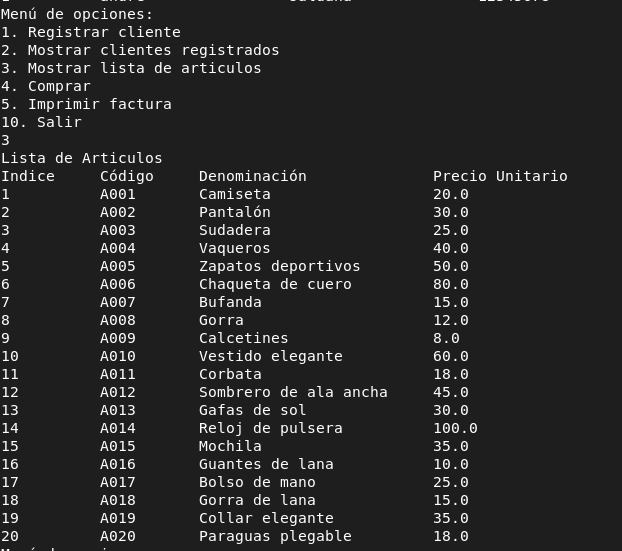 Menú de opciones:
1. Registrar cliente
2. Mostrar clientes registrados
3. Mostrar lista de articulos
4. Comprar
5. Imprimir factura
10. Salir
3
Lista de Articulos
Indice Código Denominación Precio Unitario
1 A001 Camiseta 20.0
2 A002 Pantalón 30.0
3 A003 Sudadera 25.0
4 A004 Vaqueros 40.0
5 A005 Zapatos deportivos 50.0
6 A006 Chaqueta de cuero 80.0
7 A007 Bufanda 15.0
8 A008 Gorra 12.0
9 A009 Calcetines 8.0
10 A010 Vestido elegante 60.0
11 A011 Corbata 18.0
12 A012 Sombrero de ala ancha 45.0
13 A013 Gafas de sol 30.0
14 A014 Reloj de pulsera 100.0
15 A015 Mochila 35.0
16 A016 Guantes de lana 10.0
17 A017 Bolso de mano 25.0
18 A018 Gorra de lana 15.0
19 A019 Collar elegante 35.0
20 A020 Paraguas plegable 18.0